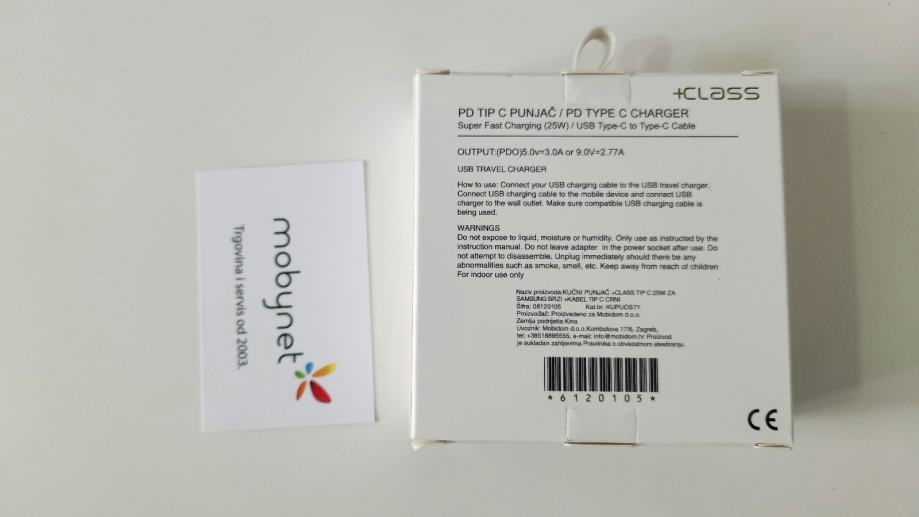 mobynet
Trgovina i servis od 2003.
+CLASS
PD TIP C PUNJAČ / PD TYPE C CHARGER
Super Fast Charging (25W) / USB Type-C to Type-C Cable
OUTPUT:(PDO)5.0v=3.0A or 9.0V=2.77A
USB TRAVEL CHARGER
How to use: Connect your USB charging cable to the USB travel charger.
Connect USB charging cable to the mobile device and connect USB
charger to the wall outlet. Make sure compatible USB charging cable is
being used.
WARNINGS
Do not expose to liquid, moisture or humidity. Only use as instructed by the
instruction manual. Do not leave adapter in the power socket after use. Do
not attempt to disassemble. Unplug immediately should there be any
abnormalities such as smoke, smell, etc. Keep away from reach of children
For indoor use only
Naziv proizvoda:KUĆNI PUNJAČ +CLASS TIP C 25W ZA
SAMSUNG BRZI +KABEL TIP C CRNI
Šifra: 06120105 Kat.br.:KUPUOS71
Proizvođač: Proizvedeno za Mobidom d.o.o.
Zemlja podrijetla:Kina
Uvoznik: Mobidom d.o.o.Kombolova 17/6, Zagreb,
tel: +38518895555, e-mail: info@mobidom.hr Proizvod
je sukladan zahtjevima Pravilnika o obvezatnom atestiranju.
*6120105*
CE